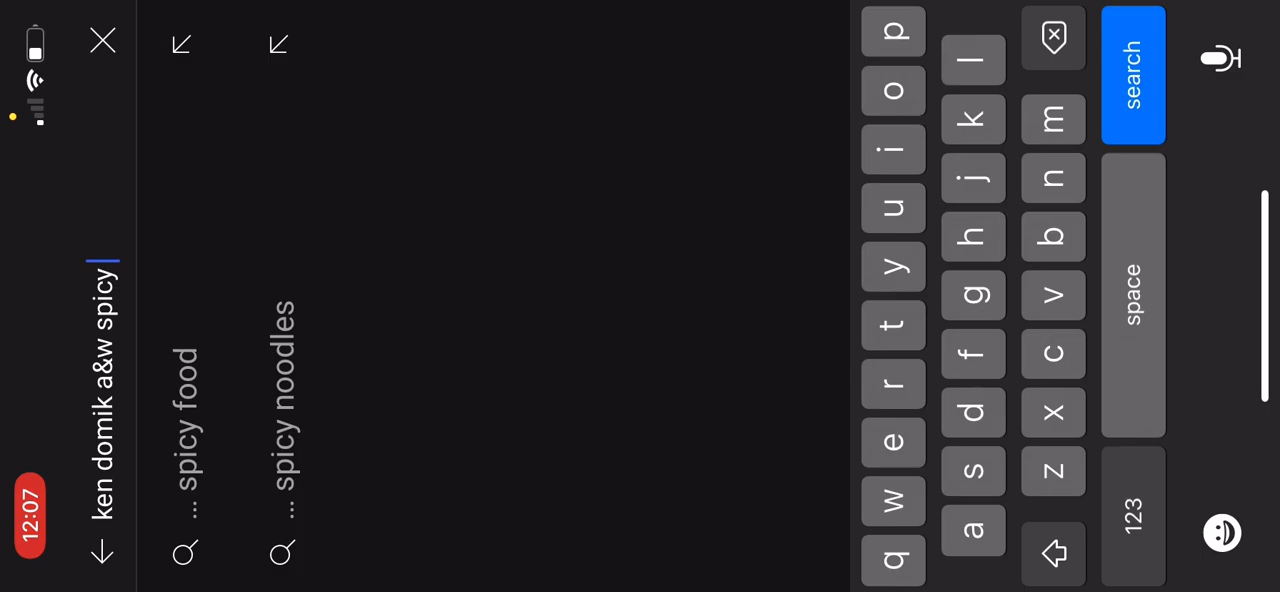 12:07
ken domik a&w spicy
... spicy food
... spicy noodles
q w e r t y u i o p
a s d f g h j k l
z x c v b n m
123 space search